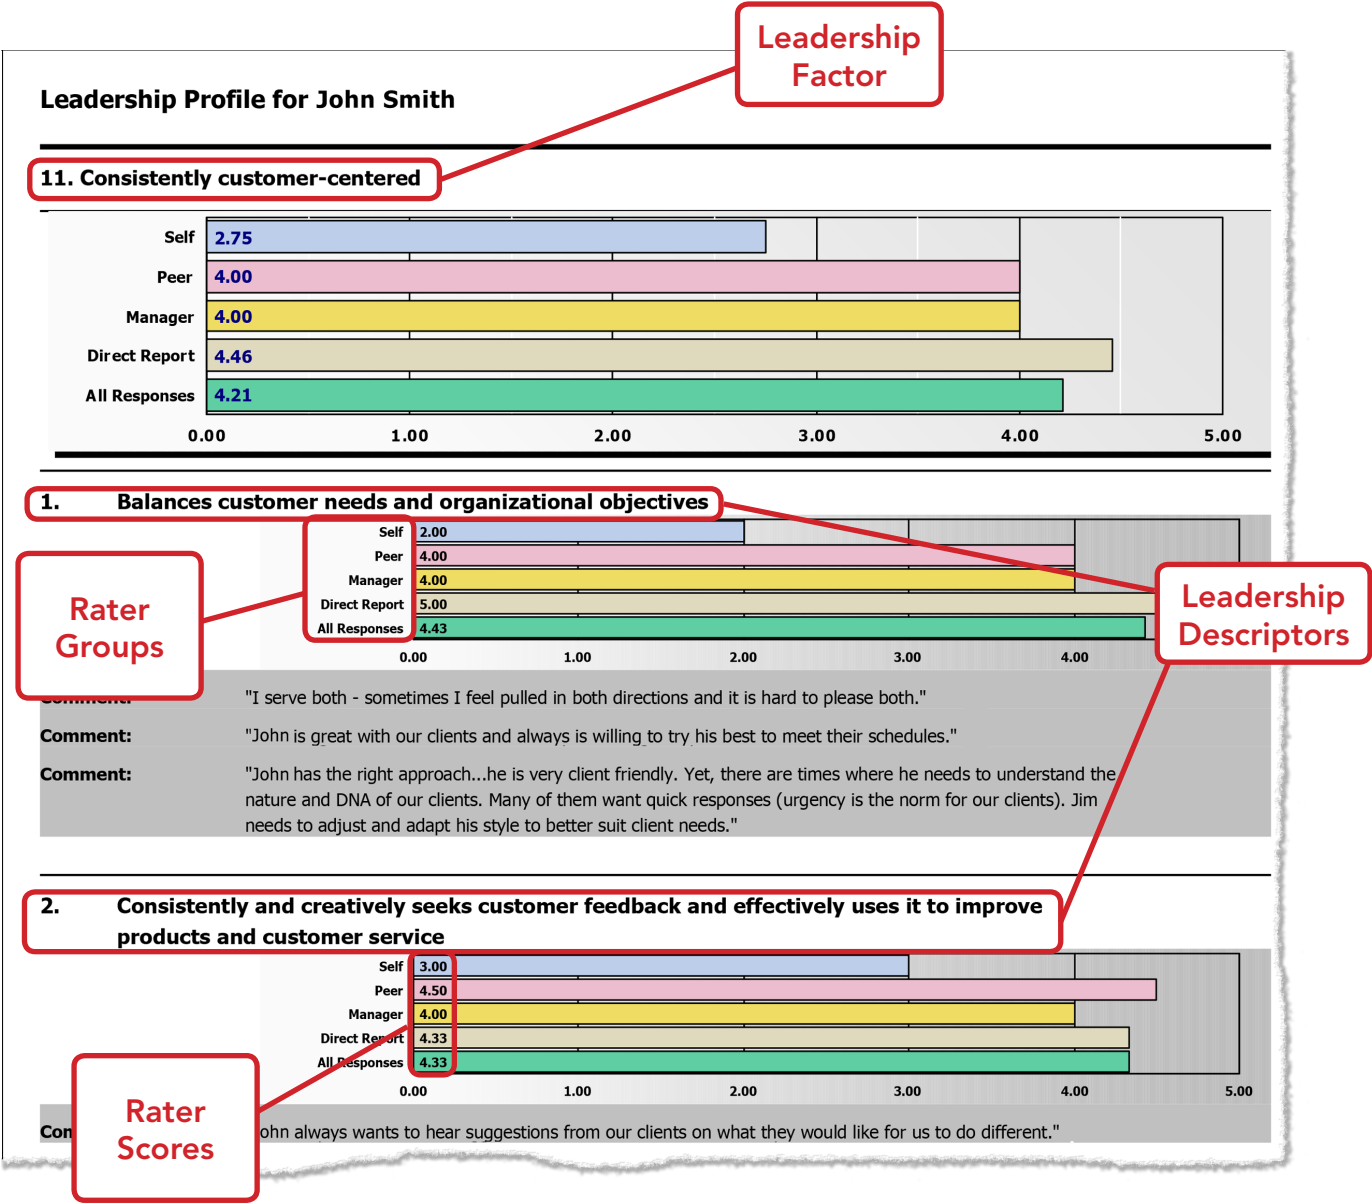 Leadership
Factor
Leadership Profile for John Smith
11. Consistently customer-centered
Self 2.75
Peer 4.00
Manager 4.00
Direct Report 4.46
All Responses 4.21
0.00 1.00 2.00 3.00 4.00 5.00
1. Balances customer needs and organizational objectives
Self 2.00
Peer 4.00
Manager 4.00
Direct Report 5.00
All Responses 4.43
0.00 1.00 2.00 3.00 4.00
Rater
Groups
Leadership
Descriptors
Comment: "I serve both - sometimes I feel pulled in both directions and it is hard to please both."
Comment: "John is great with our clients and always is willing to try his best to meet their schedules."
Comment: "John has the right approach...he is very client friendly. Yet, there are times where he needs to understand the
nature and DNA of our clients. Many of them want quick responses (urgency is the norm for our clients). Jim
needs to adjust and adapt his style to better suit client needs."
2. Consistently and creatively seeks customer feedback and effectively uses it to improve
products and customer service
Self 3.00
Peer 4.50
Manager 4.00
Direct Report 4.33
All Responses 4.33
0.00 1.00 2.00 3.00 4.00 5.00
Rater
Scores
Com ohn always wants to hear suggestions from our clients on what they would like for us to do different."